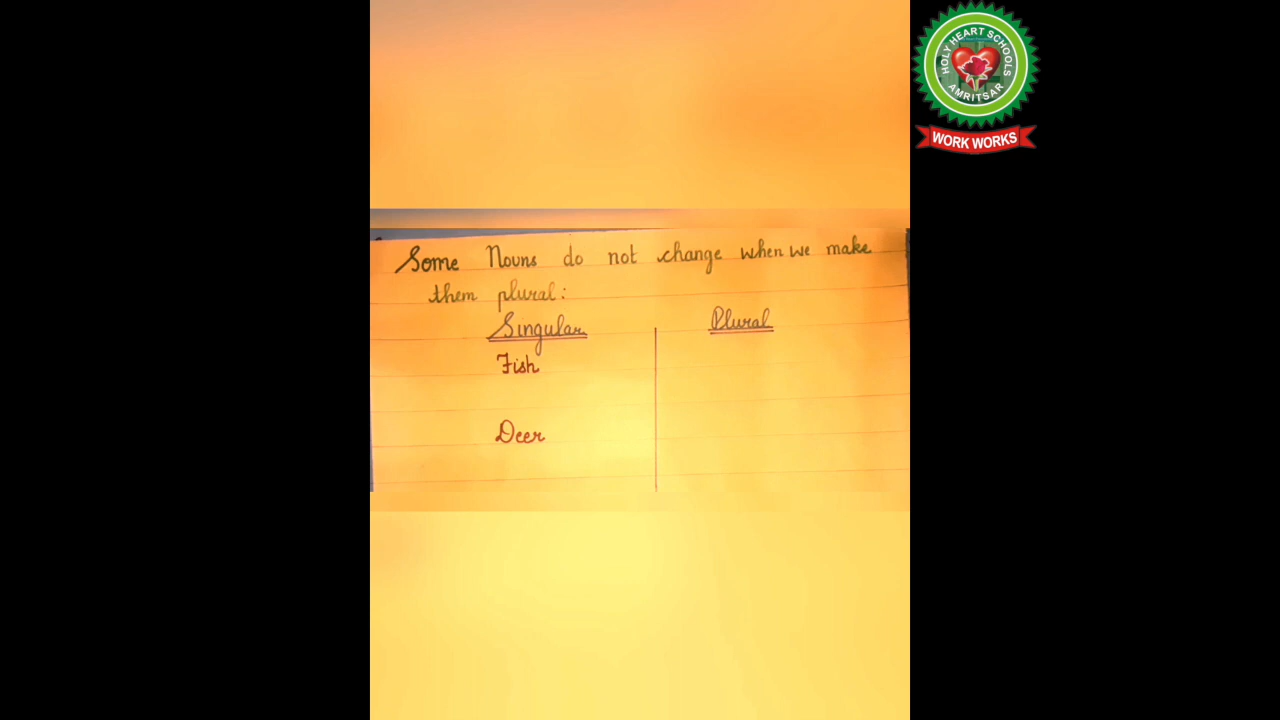 Some Nouns do not change when we make
them plural:
Singular Plural
Fish
Deer
HOLY HEART SCHOOLS
AMRITSAR
WORK WORKS